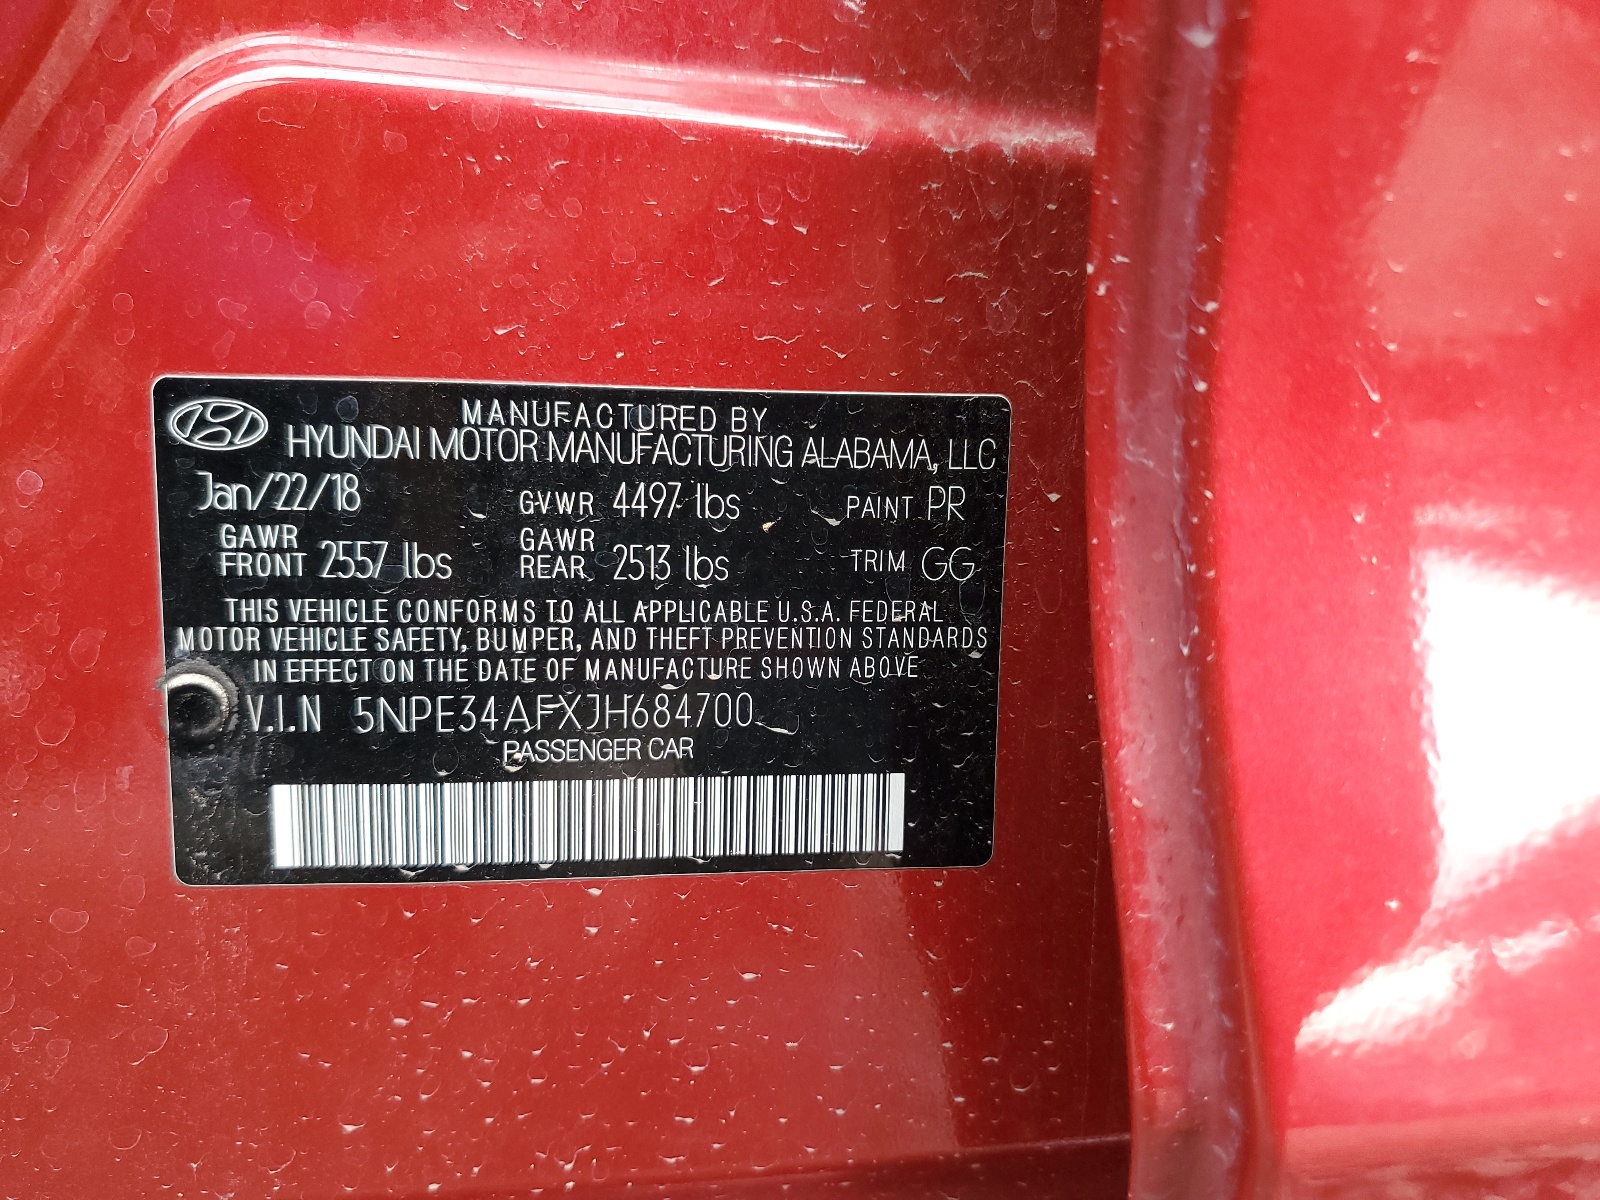 MANUFACTURED BY
HYUNDAI MOTOR MANUFACTURING ALABAMA, LLC
Jan/22/18 GVWR 4497 lbs PAINT PR
GAWR FRONT 2557 lbs GAWR REAR 2513 lbs TRIM GG
THIS VEHICLE CONFORMS TO ALL APPLICABLE U.S.A. FEDERAL
MOTOR VEHICLE SAFETY, BUMPER, AND THEFT PREVENTION STANDARDS
IN EFFECT ON THE DATE OF MANUFACTURE SHOWN ABOVE
V.I.N 5NPE34AFXJH684700
PASSENGER CAR